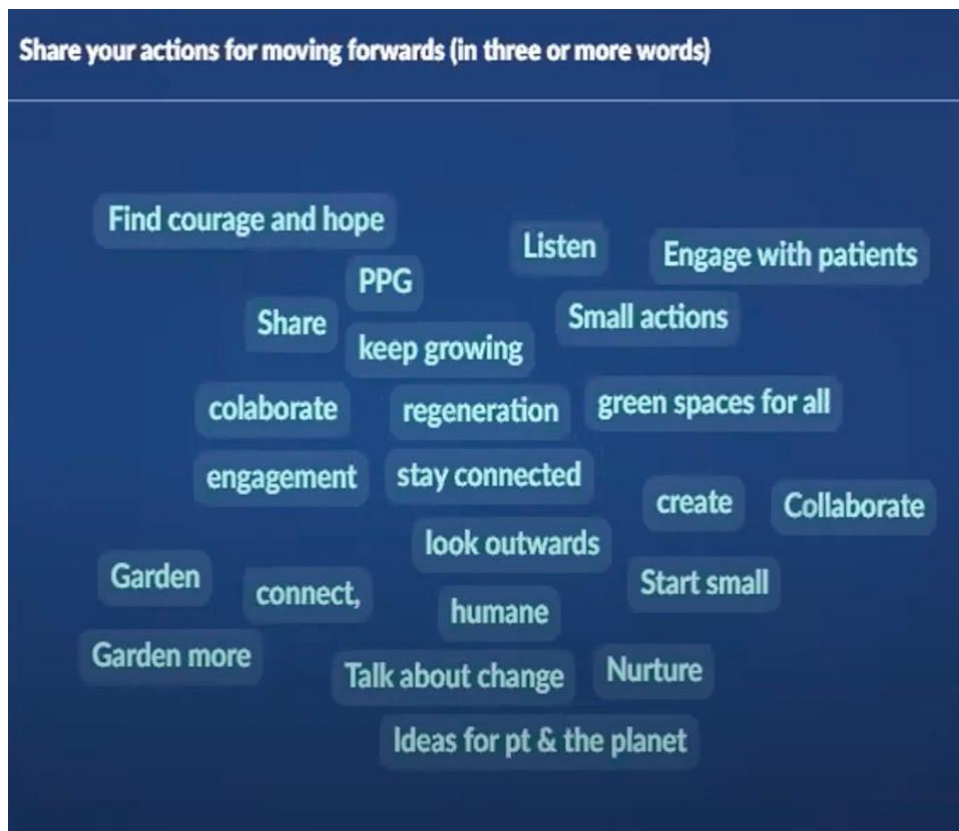 Share your actions for moving forwards (in three or more words)
Find courage and hope
Listen
Engage with patients
PPG
Share
Small actions
keep growing
colaborate
regeneration
green spaces for all
engagement
stay connected
create
Collaborate
look outwards
Garden
connect,
Start small
humane
Garden more
Talk about change
Nurture
Ideas for pt & the planet